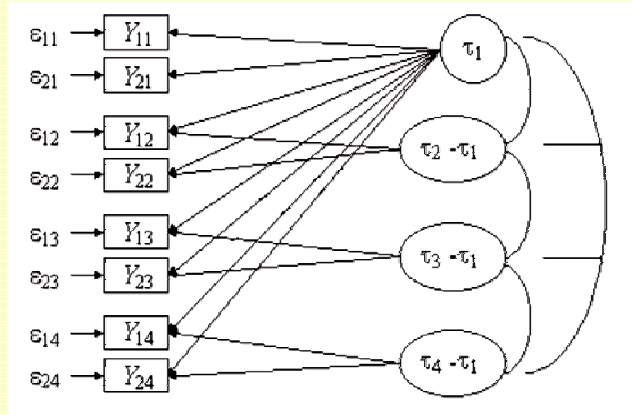 ε₁₁ Y₁₁ τ₁
ε₂₁ Y₂₁
ε₁₂ Y₁₂ τ₂ -τ₁
ε₂₂ Y₂₂
ε₁₃ Y₁₃ τ₃ -τ₁
ε₂₃ Y₂₃
ε₁₄ Y₁₄ τ₄ -τ₁
ε₂₄ Y₂₄